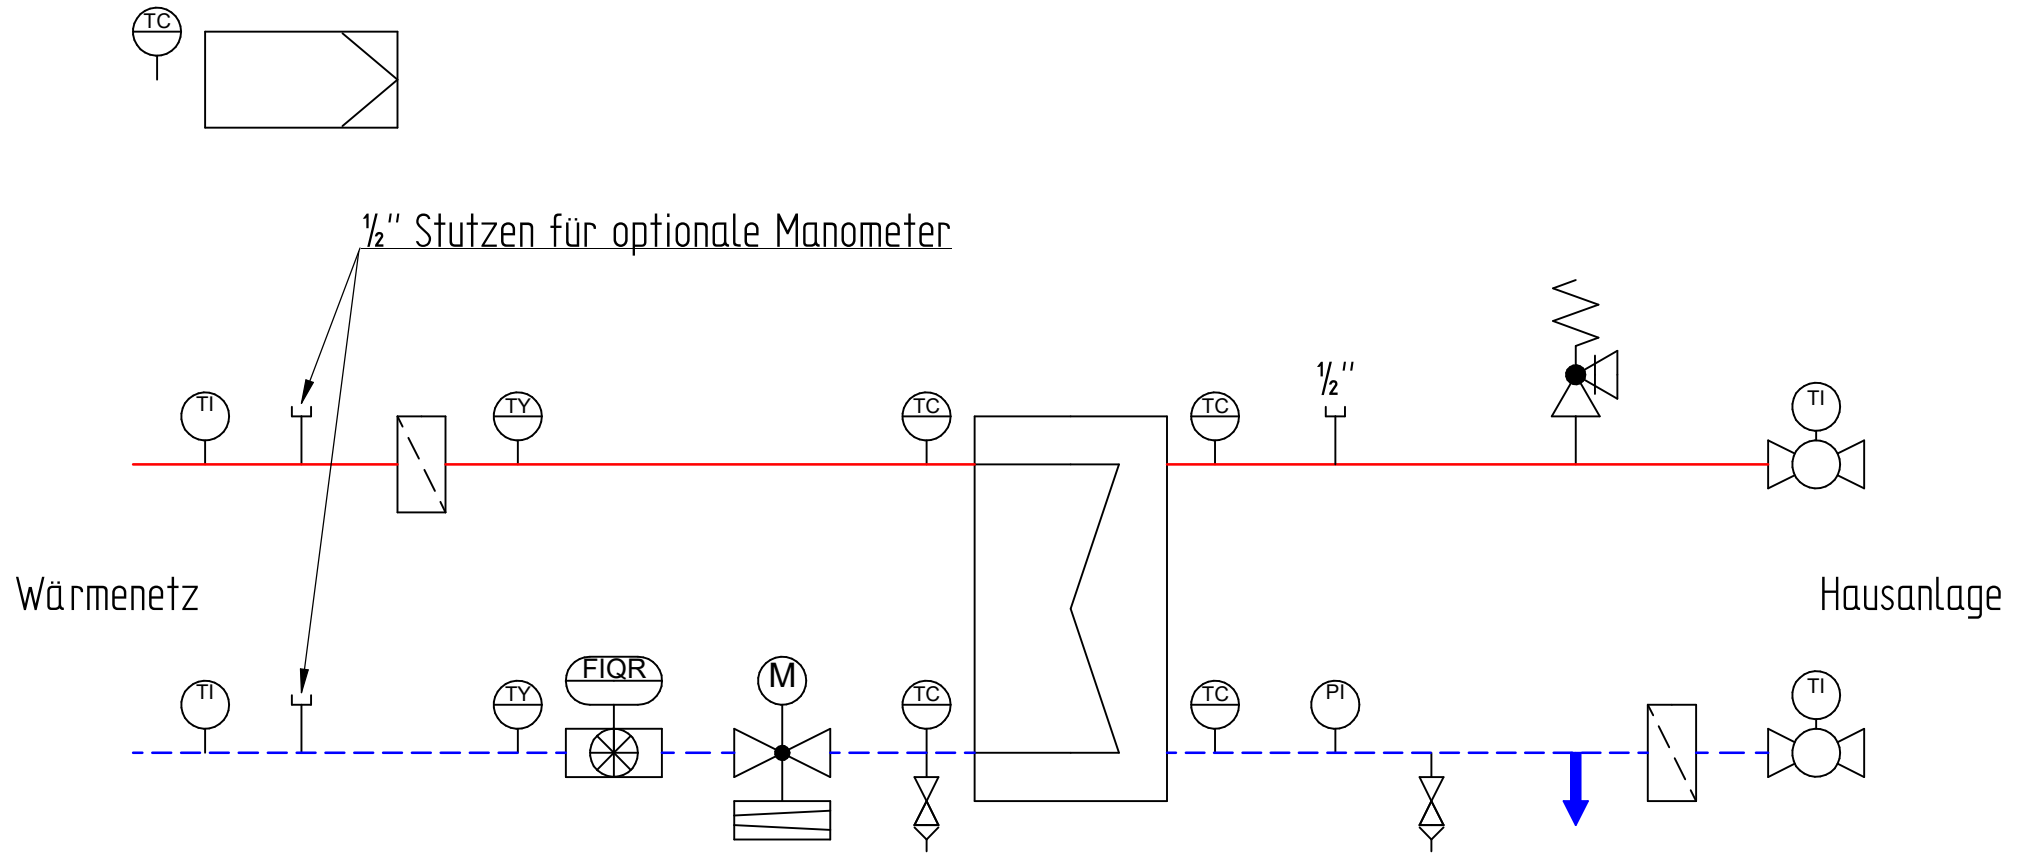 TC
½" Stutzen für optionale Manometer
½"
TI
TY
TC
TC
TI
Wärmenetz
Hausanlage
TI
TY
FIQR
M
TC
TC
PI
TI